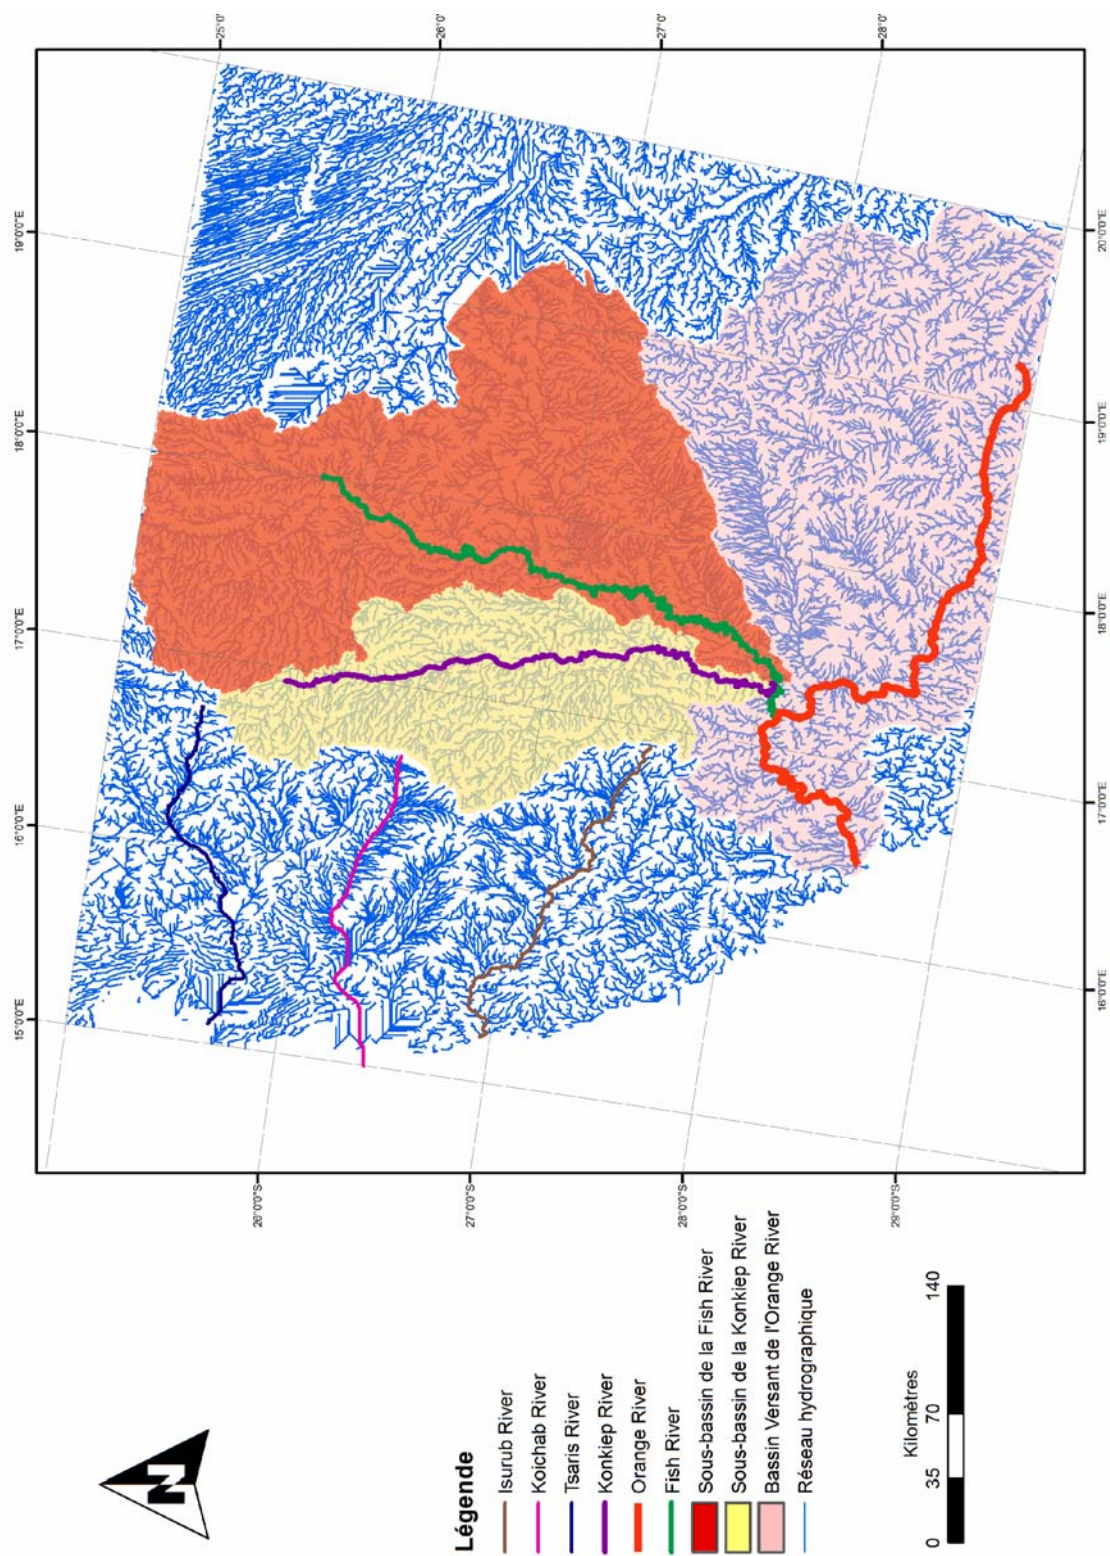 15°0'0"E
16°0'0"E
17°0'0"E
18°0'0"E
19°0'0"E
25°0'
26°0'
27°0'
28°0'
26°0'0"S
27°0'0"S
28°0'0"S
29°0'0"S
16°0'0"E
17°0'0"E
18°0'0"E
19°0'0"E
20°0'0"E
N
Légende
Isurub River
Koichab River
Tsaris River
Konkiep River
Orange River
Fish River
Sous-bassin de la Fish River
Sous-bassin de la Konkiep River
Bassin Versant de l'Orange River
Réseau hydrographique
Kilomètres
0 35 70 140